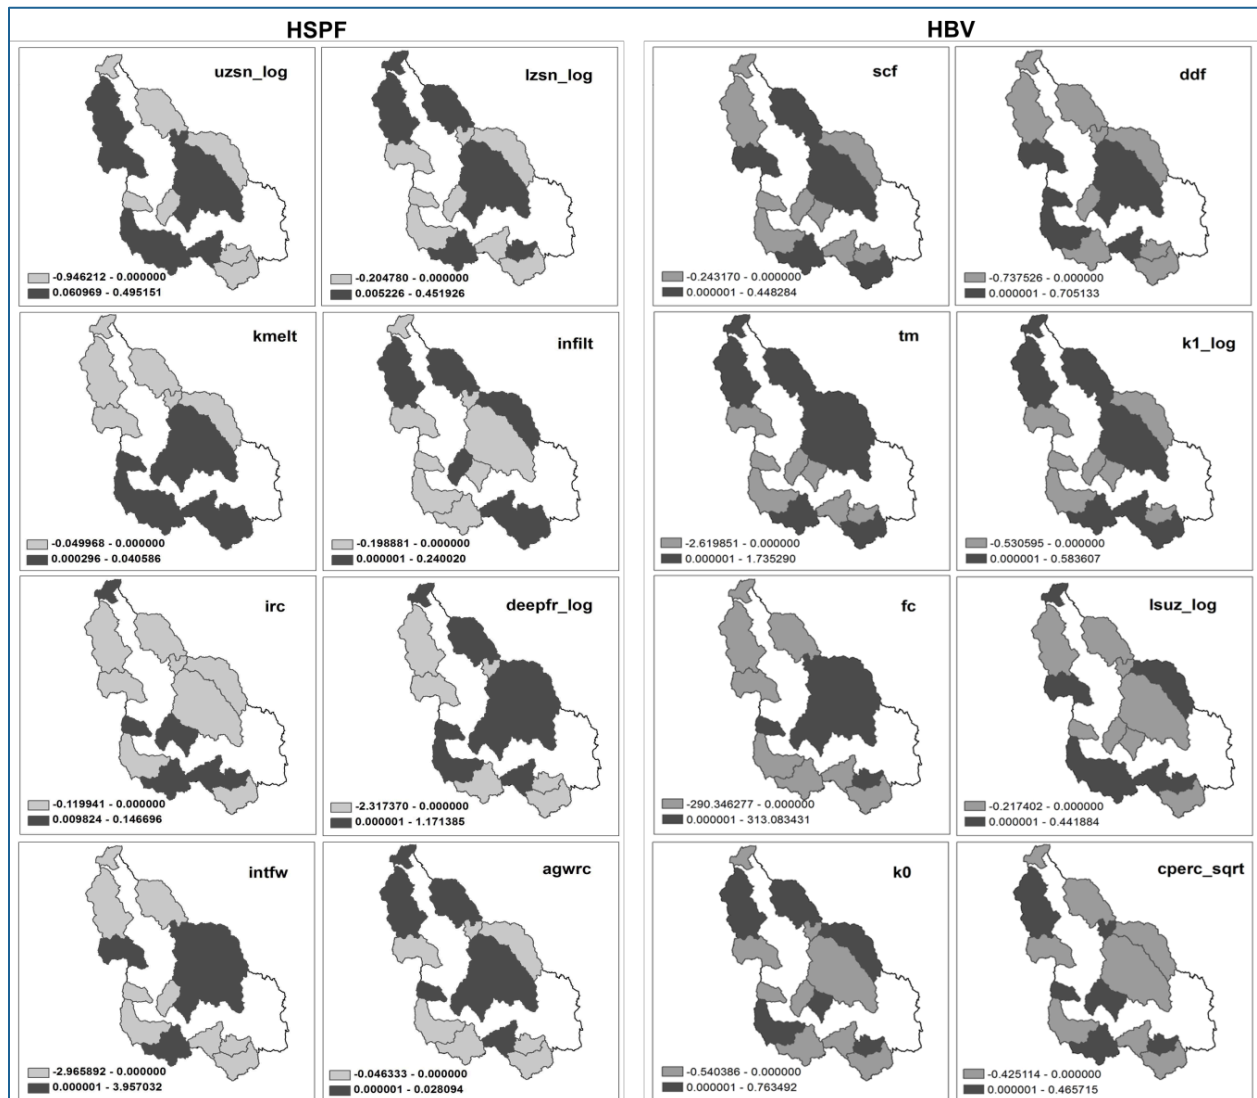 HSPF
uzsn_log
-0.946212 - 0.000000
0.060969 - 0.495151
lzsn_log
-0.204780 - 0.000000
0.005226 - 0.451926
kmelt
-0.049968 - 0.000000
0.000296 - 0.040586
infilt
-0.198881 - 0.000000
0.000001 - 0.240020
irc
-0.119941 - 0.000000
0.009824 - 0.146696
deepfr_log
-2.317370 - 0.000000
0.000001 - 1.171385
intfw
-2.965892 - 0.000000
0.000001 - 3.957032
agwrc
-0.046333 - 0.000000
0.000001 - 0.028094
HBV
scf
-0.243170 - 0.000000
0.000001 - 0.448284
ddf
-0.737526 - 0.000000
0.000001 - 0.705133
tm
-2.619851 - 0.000000
0.000001 - 1.735290
k1_log
-0.530595 - 0.000000
0.000001 - 0.583607
fc
-290.346277 - 0.000000
0.000001 - 313.083431
lsuz_log
-0.217402 - 0.000000
0.000001 - 0.441884
k0
-0.540386 - 0.000000
0.000001 - 0.763492
cperc_sqrt
-0.425114 - 0.000000
0.000001 - 0.465715